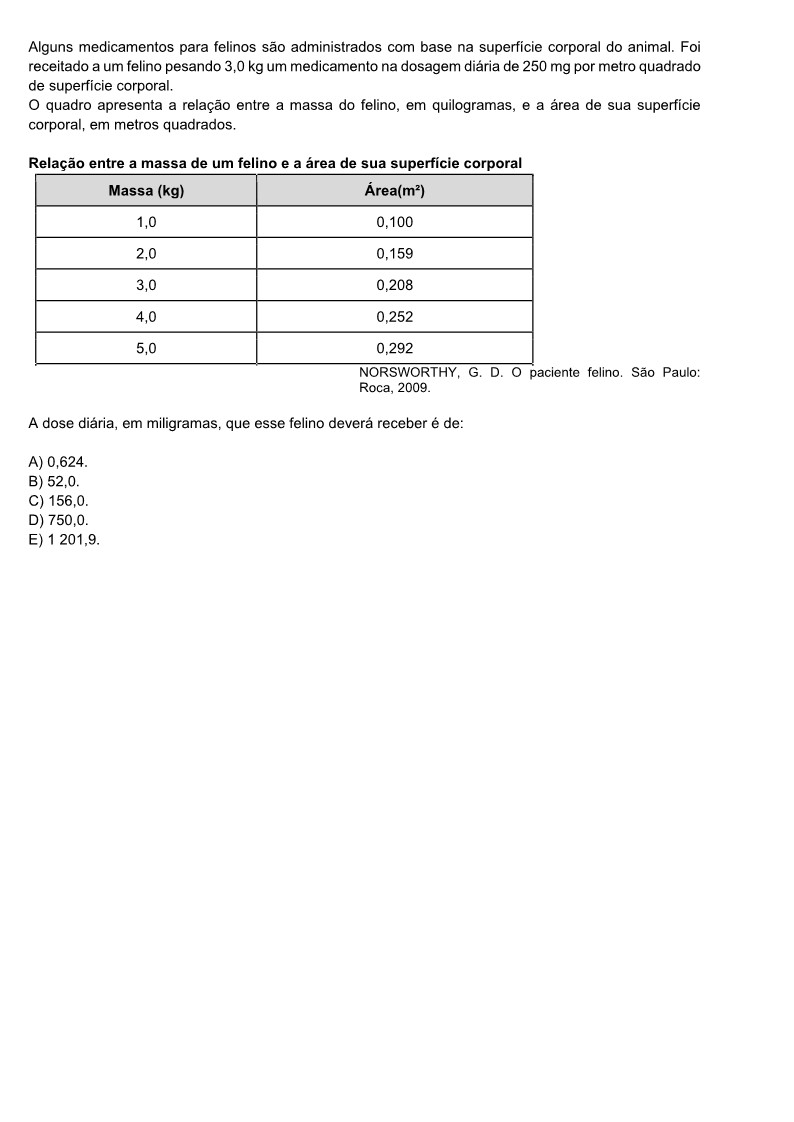 Alguns medicamentos para felinos são administrados com base na superfície corporal do animal. Foi
receitado a um felino pesando 3,0 kg um medicamento na dosagem diária de 250 mg por metro quadrado
de superfície corporal.
O quadro apresenta a relação entre a massa do felino, em quilogramas, e a área de sua superfície
corporal, em metros quadrados.
Relação entre a massa de um felino e a área de sua superfície corporal
Massa (kg) Área(m²)
1,0 0,100
2,0 0,159
3,0 0,208
4,0 0,252
5,0 0,292
NORSWORTHY, G. D. O paciente felino. São Paulo:
Roca, 2009.
A dose diária, em miligramas, que esse felino deverá receber é de:
A) 0,624.
B) 52,0.
C) 156,0.
D) 750,0.
E) 1 201,9.